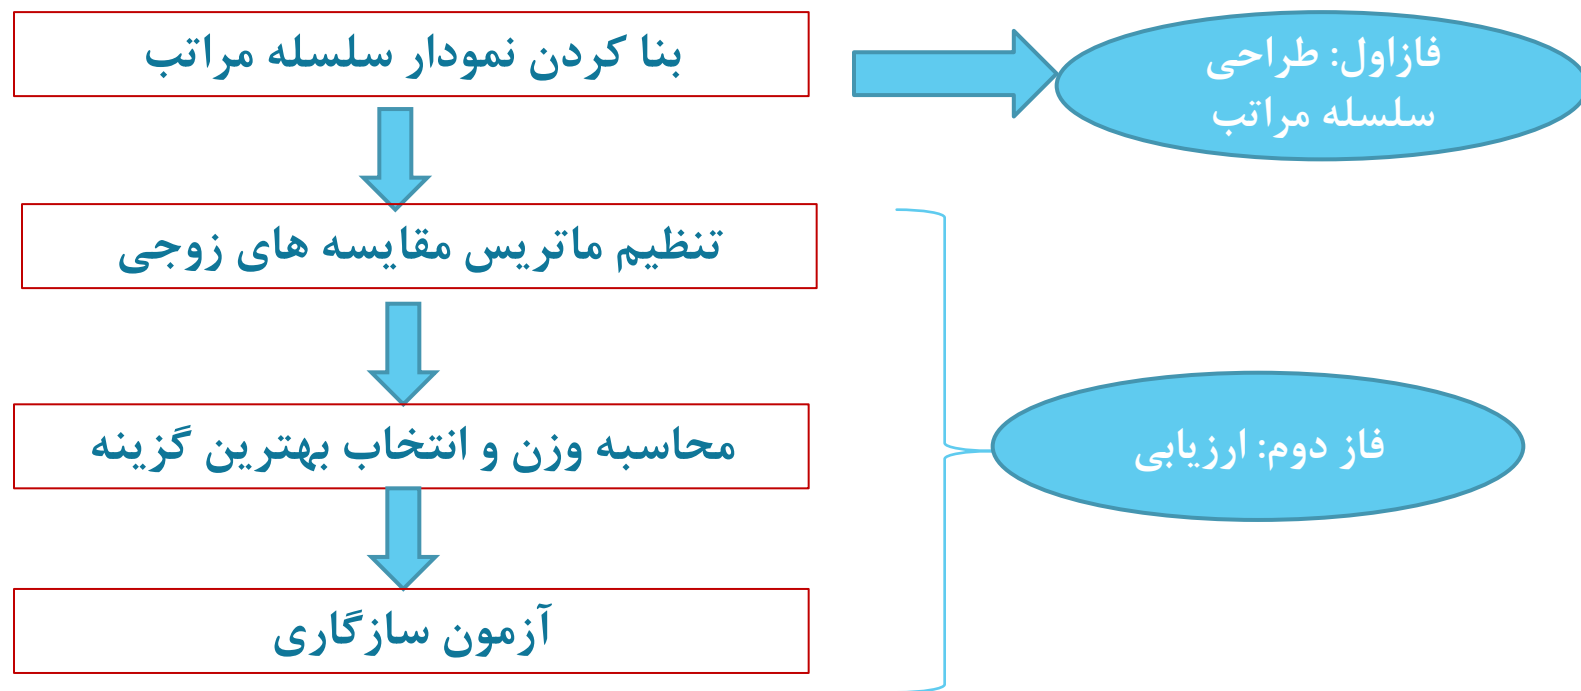 بنا کردن نمودار سلسله مراتب
فازاول: طراحی
سلسله مراتب
تنظیم ماتریس مقایسه های زوجی
محاسبه وزن و انتخاب بهترین گزینه
فاز دوم: ارزیابی
آزمون سازگاری